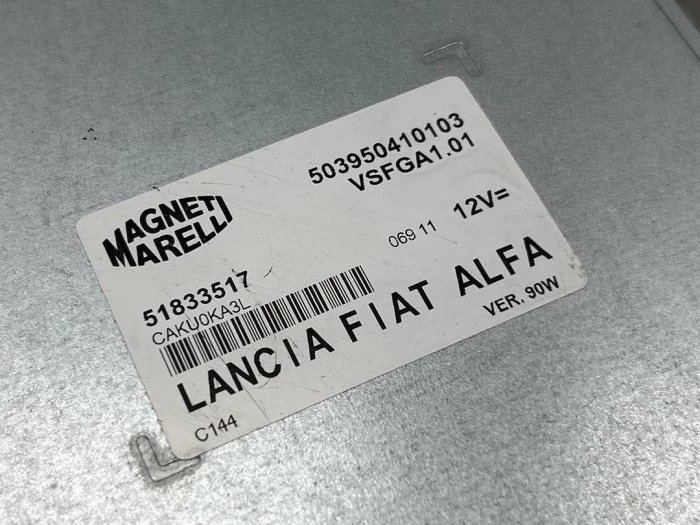 MAGNETI
MARELLI
503950410103
VSFGA1.01
069 11 12V=
51833517
CAKU0KA3L
LANCIA FIAT ALFA
C144 VER. 90W